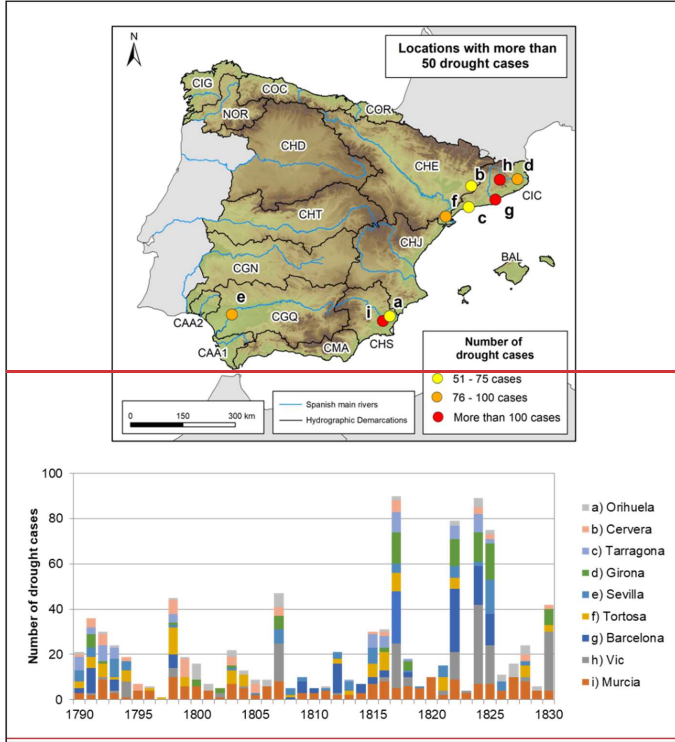 N
Locations with more than
50 drought cases
CIG
COC
COR
NOR
CHD
CHE
h
d
b
CIC
f
c
g
CHT
CHJ
BAL
CGN
e
a
i
CGQ
CAA2
CHS
CAA1
CMA
Number of
drought cases
51 - 75 cases
76 - 100 cases
More than 100 cases
0 150 300 km
Spanish main rivers
Hydrographic Demarcations
Number of drought cases
100
80
60
40
20
0
1790 1795 1800 1805 1810 1815 1820 1825 1830
a) Orihuela
b) Cervera
c) Tarragona
d) Girona
e) Sevilla
f) Tortosa
g) Barcelona
h) Vic
i) Murcia